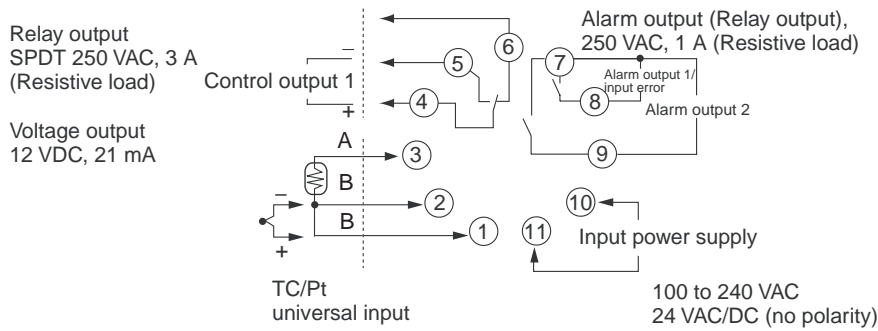 Relay output
SPDT 250 VAC, 3 A
(Resistive load)
Voltage output
12 VDC, 21 mA
Control output 1
−
+
6
5
4
Alarm output (Relay output),
250 VAC, 1 A (Resistive load)
7
Alarm output 1/
input error
8
Alarm output 2
9
A
3
B
−
2
B
+
1
10
11
Input power supply
TC/Pt
universal input
100 to 240 VAC
24 VAC/DC (no polarity)